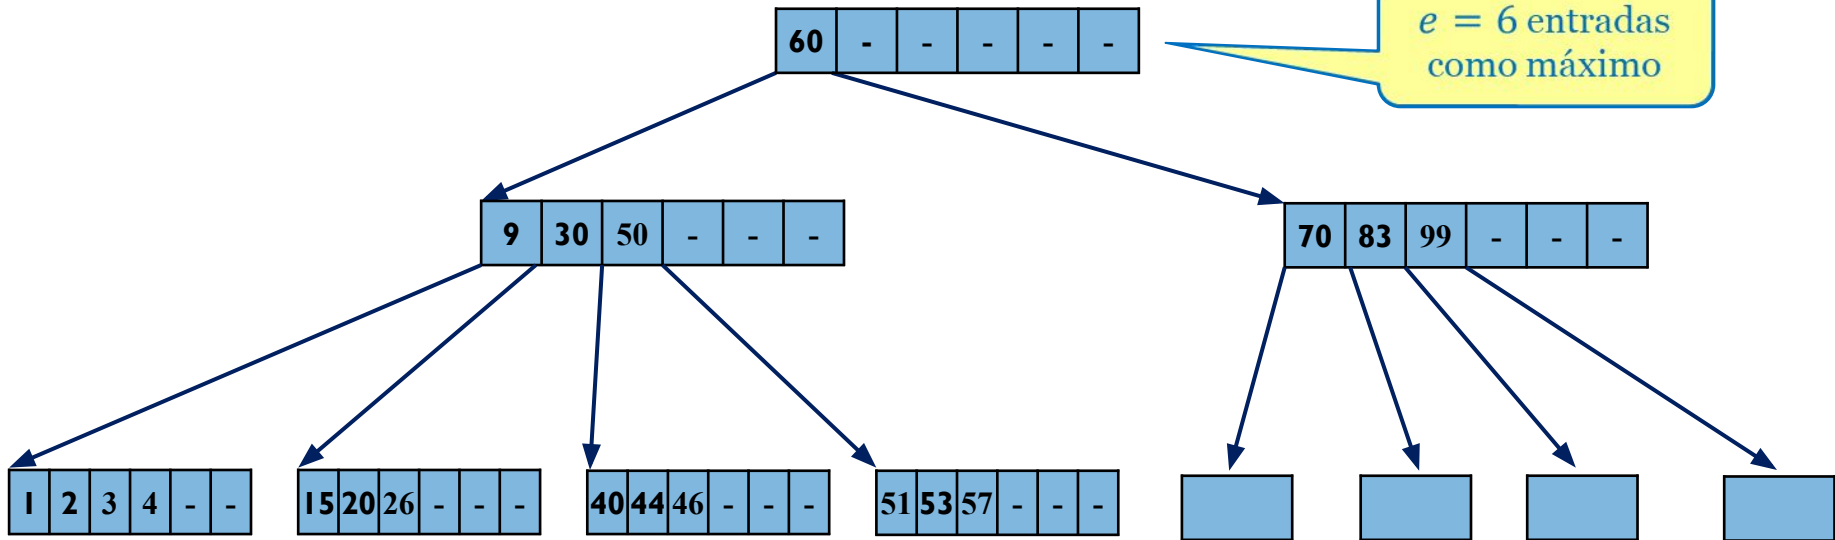 e = 6 entradas
como máximo
60 - - - - -
9 30 50 - - -
70 83 99 - - -
1 2 3 4 - -
15 20 26 - - -
40 44 46 - - -
51 53 57 - - -